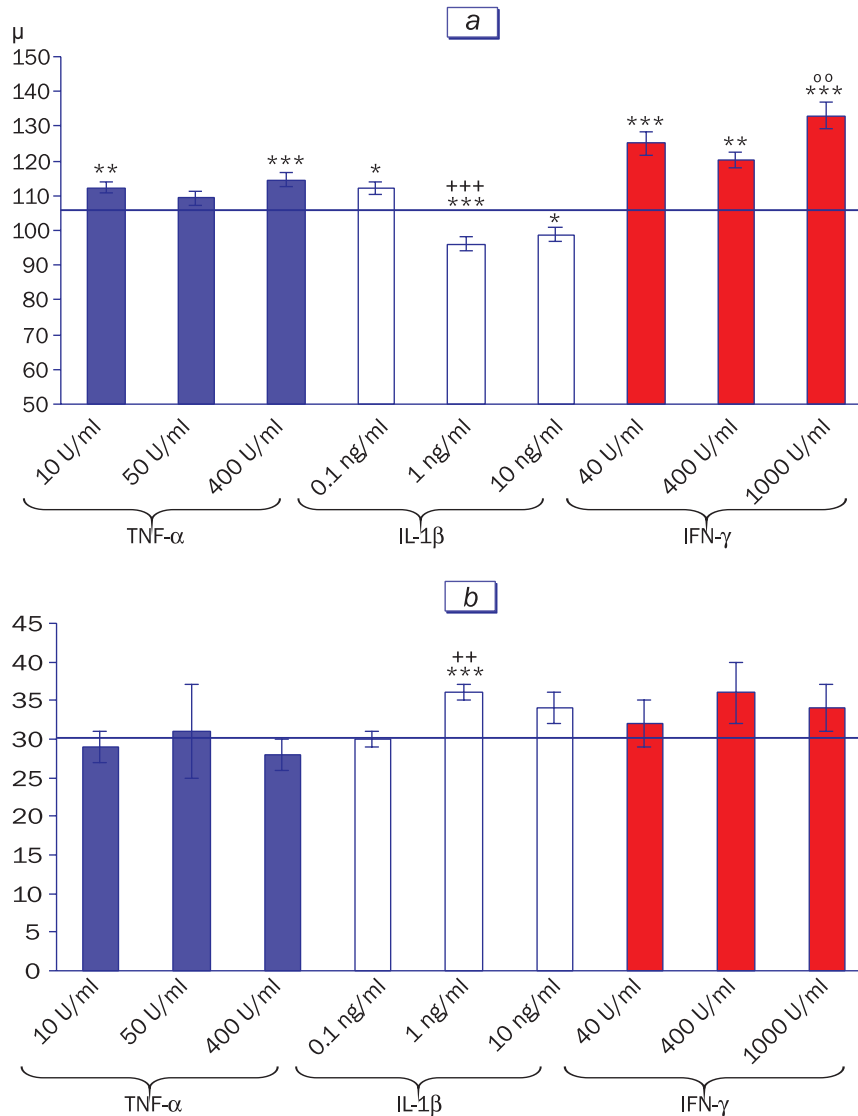 a
μ
150
140
130
120
110
100
90
80
70
60
50
**
***
*
+++
***
*
***
**
oo
***
10 U/ml
50 U/ml
400 U/ml
0.1 ng/ml
1 ng/ml
10 ng/ml
40 U/ml
400 U/ml
1000 U/ml
TNF-α
IL-1β
IFN-γ
b
45
40
35
30
25
20
15
10
5
0
++
***
10 U/ml
50 U/ml
400 U/ml
0.1 ng/ml
1 ng/ml
10 ng/ml
40 U/ml
400 U/ml
1000 U/ml
TNF-α
IL-1β
IFN-γ